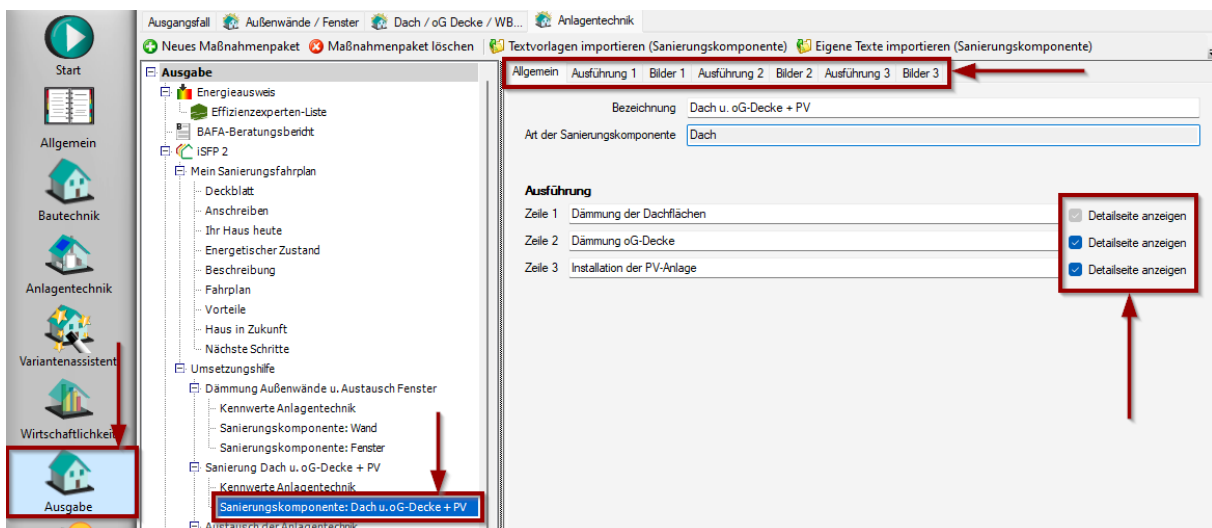 Ausgangsfall Außenwände / Fenster Dach / oG Decke / WB... Anlagentechnik
Neues Maßnahmenpaket Maßnahmenpaket löschen Textvorlagen importieren (Sanierungskomponente) Eigene Texte importieren (Sanierungskomponente)
Start
Allgemein
Bautechnik
Anlagentechnik
Variantenassistent
Wirtschaftlichkeit
Ausgabe
Ausgabe
Energieausweis
Effizienzexperten-Liste
BAFA-Beratungsbericht
iSFP 2
Mein Sanierungsfahrplan
Deckblatt
Anschreiben
Ihr Haus heute
Energetischer Zustand
Beschreibung
Fahrplan
Vorteile
Haus in Zukunft
Nächste Schritte
Umsetzungshilfe
Dämmung Außenwände u. Austausch Fenster
Kennwerte Anlagentechnik
Sanierungskomponente: Wand
Sanierungskomponente: Fenster
Sanierung Dach u. oG-Decke + PV
Kennwerte Anlagentechnik
Sanierungskomponente: Dach u. oG-Decke + PV
Austausch der Anlagentechnik
Allgemein Ausführung 1 Bilder 1 Ausführung 2 Bilder 2 Ausführung 3 Bilder 3
Bezeichnung Dach u. oG-Decke + PV
Art der Sanierungskomponente Dach
Ausführung
Zeile 1 Dämmung der Dachflächen Detailseite anzeigen
Zeile 2 Dämmung oG-Decke Detailseite anzeigen
Zeile 3 Installation der PV-Anlage Detailseite anzeigen